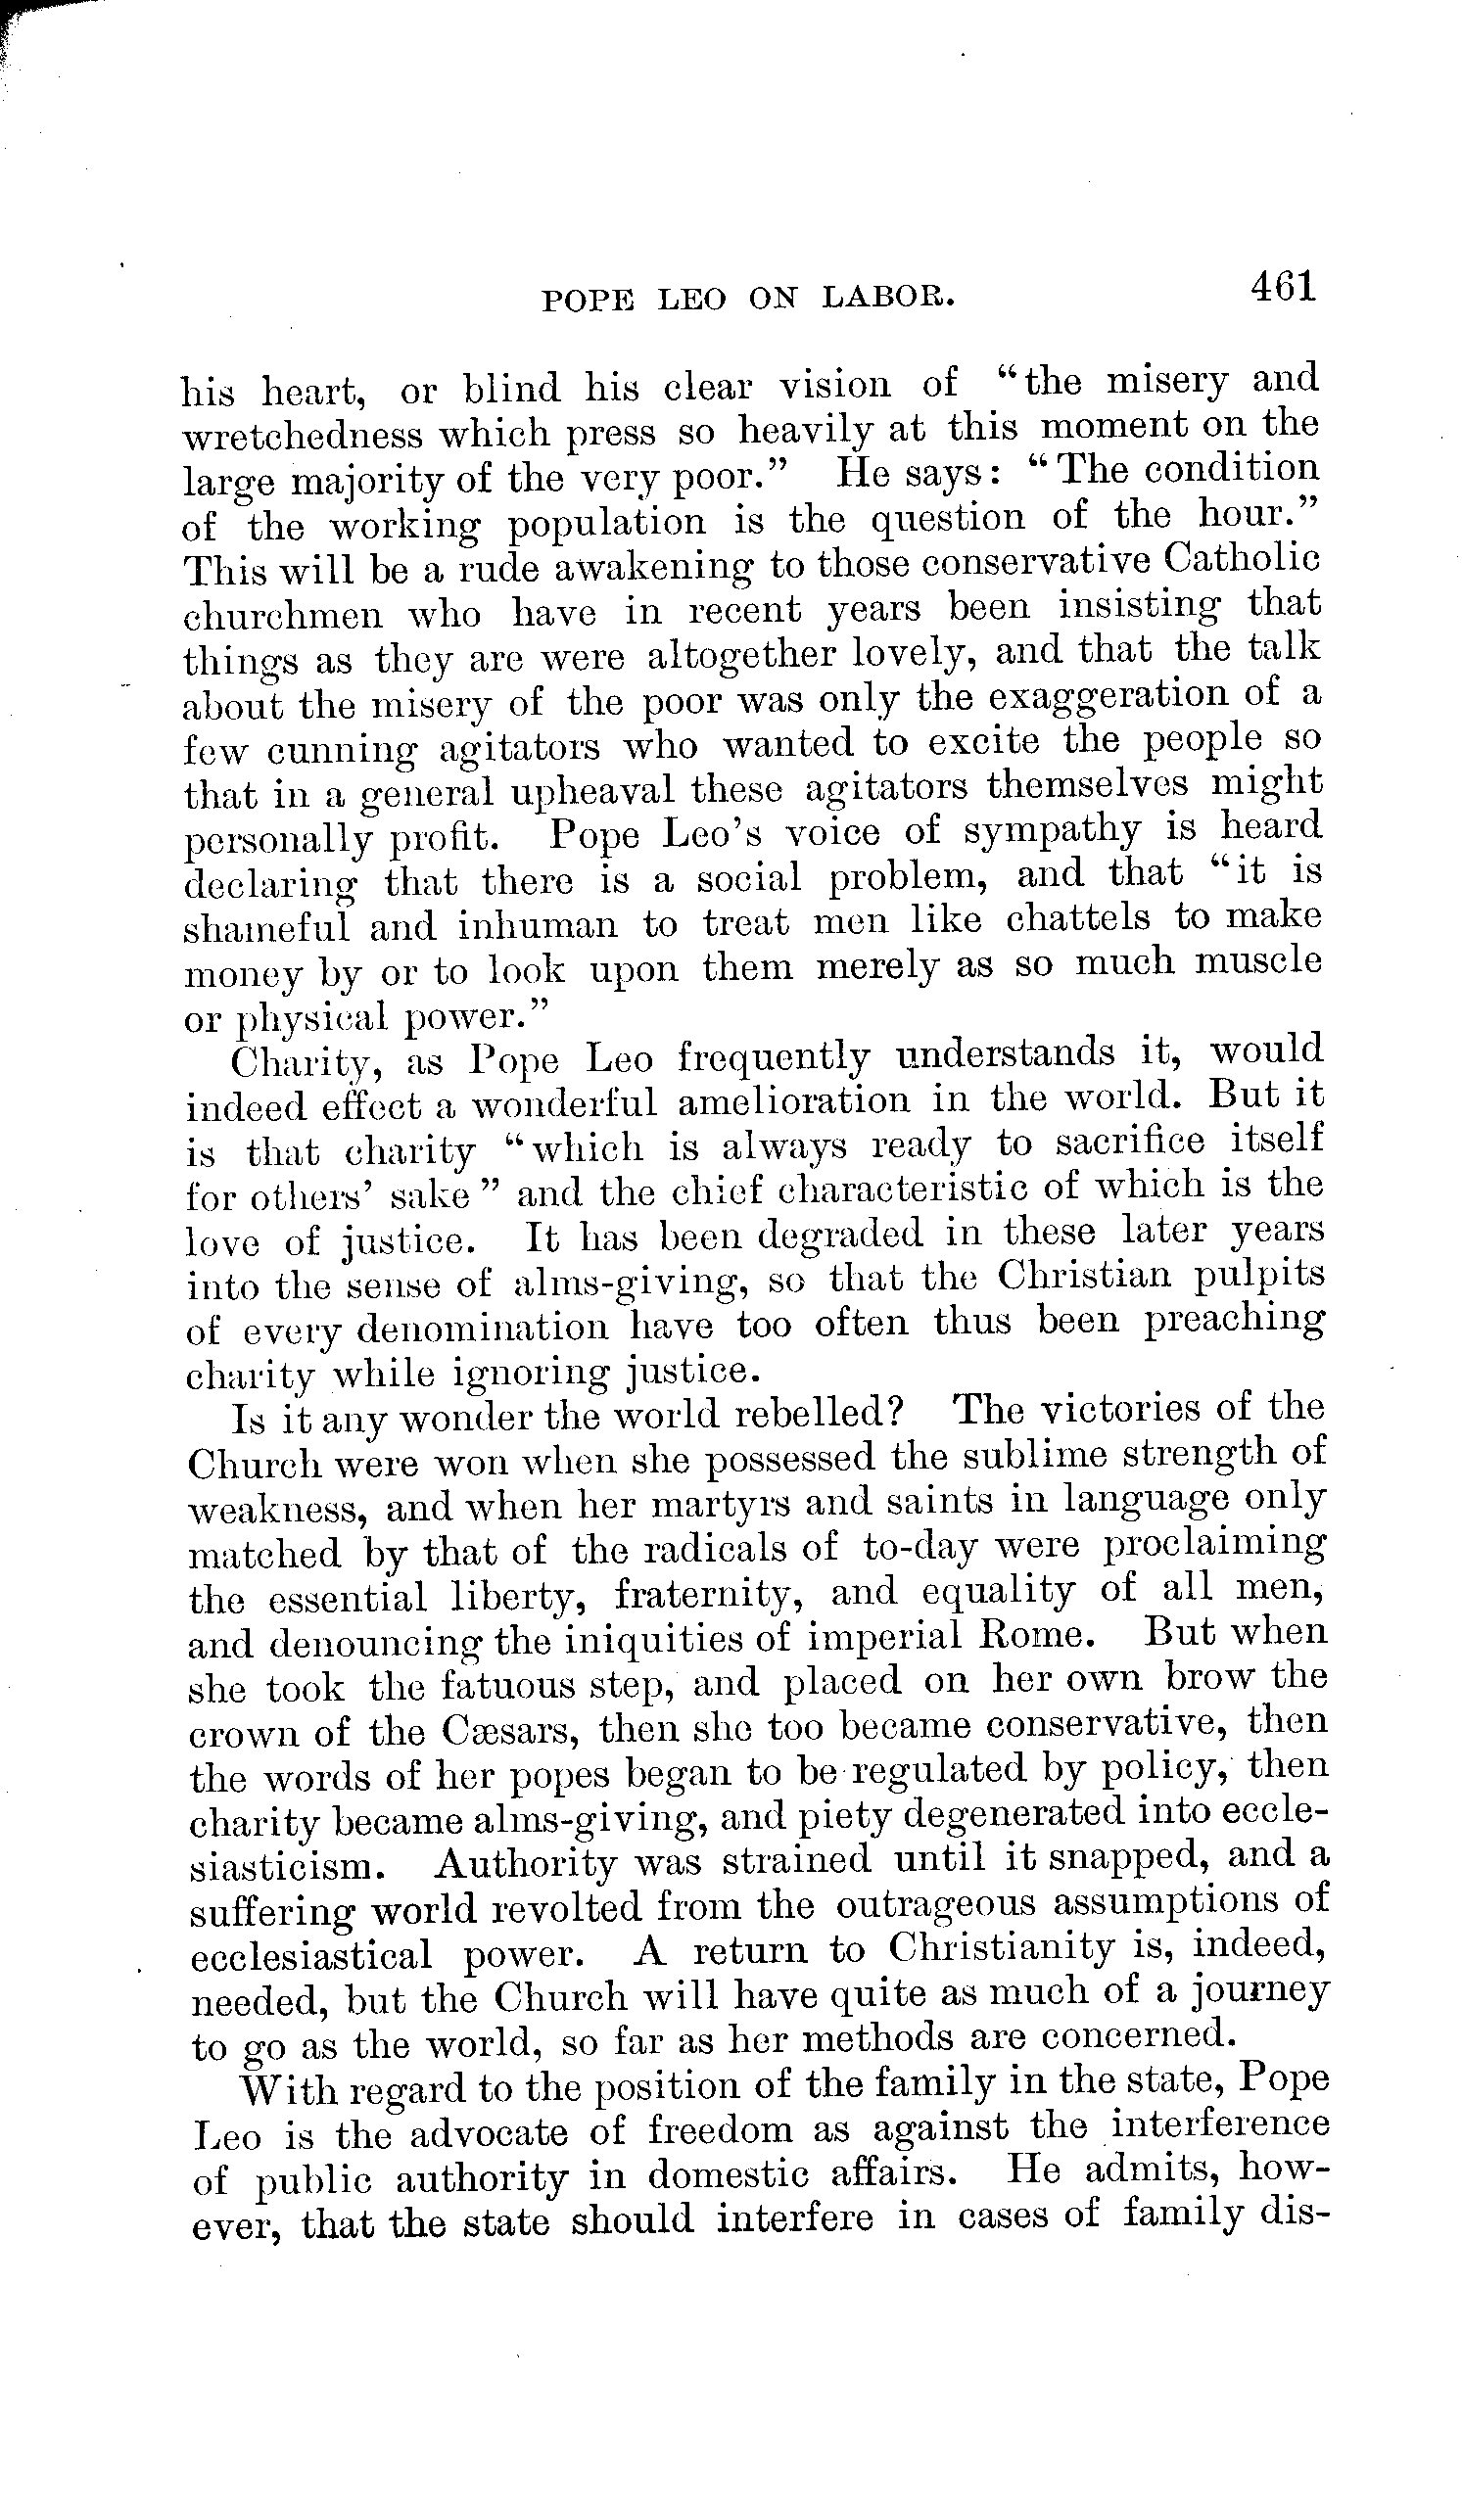 POPE LEO ON LABOR. 461
his heart, or blind his clear vision of “the misery and
wretchedness which press so heavily at this moment on the
large majority of the very poor.” He says: “The condition
of the working population is the question of the hour.”
This will be a rude awakening to those conservative Catholic
churchmen who have in recent years been insisting that
things as they are were altogether lovely, and that the talk
about the misery of the poor was only the exaggeration of a
few cunning agitators who wanted to excite the people so
that in a general upheaval these agitators themselves might
personally profit. Pope Leo’s voice of sympathy is heard
declaring that there is a social problem, and that “it is
shameful and inhuman to treat men like chattels to make
money by or to look upon them merely as so much muscle
or physical power.”
Charity, as Pope Leo frequently understands it, would
indeed effect a wonderful amelioration in the world. But it
is that charity “which is always ready to sacrifice itself
for others’ sake” and the chief characteristic of which is the
love of justice. It has been degraded in these later years
into the sense of alms-giving, so that the Christian pulpits
of every denomination have too often thus been preaching
charity while ignoring justice.
Is it any wonder the world rebelled? The victories of the
Church were won when she possessed the sublime strength of
weakness, and when her martyrs and saints in language only
matched by that of the radicals of to-day were proclaiming
the essential liberty, fraternity, and equality of all men,
and denouncing the iniquities of imperial Rome. But when
she took the fatuous step, and placed on her own brow the
crown of the Cæsars, then she too became conservative, then
the words of her popes began to be regulated by policy, then
charity became alms-giving, and piety degenerated into eccle-
siasticism. Authority was strained until it snapped, and a
suffering world revolted from the outrageous assumptions of
ecclesiastical power. A return to Christianity is, indeed,
needed, but the Church will have quite as much of a journey
to go as the world, so far as her methods are concerned.
With regard to the position of the family in the state, Pope
Leo is the advocate of freedom as against the interference
of public authority in domestic affairs. He admits, how-
ever, that the state should interfere in cases of family dis-